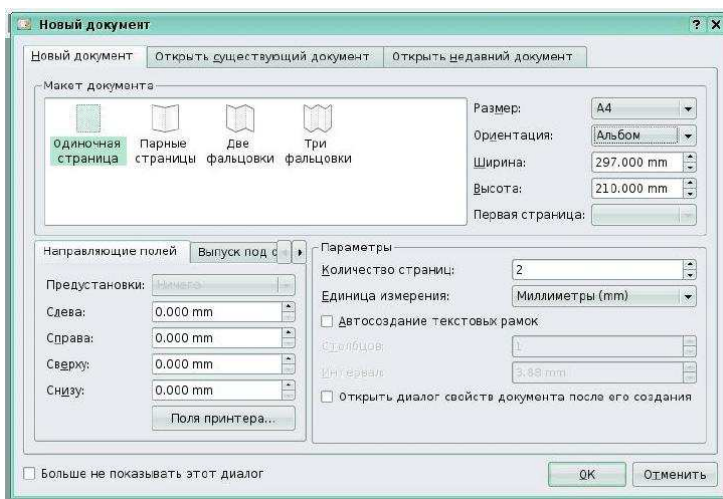 Новый документ
Новый документ Открыть существующий документ Открыть недавний документ
Макет документа
Одиночная страница
Парные страницы
Две фальцовки
Три фальцовки
Размер: A4
Ориентация: Альбом
Ширина: 297.000 mm
Высота: 210.000 mm
Первая страница:
Направляющие полей Выпуск под о
Предустановки: Ничего
Слева: 0.000 mm
Справа: 0.000 mm
Сверху: 0.000 mm
Снизу: 0.000 mm
Поля принтера...
Параметры
Количество страниц: 2
Единица измерения: Миллиметры (mm)
Автосоздание текстовых рамок
Столбцов: 1
Интервал: 3.88 mm
Открыть диалог свойств документа после его создания
Больше не показывать этот диалог
OK Отменить